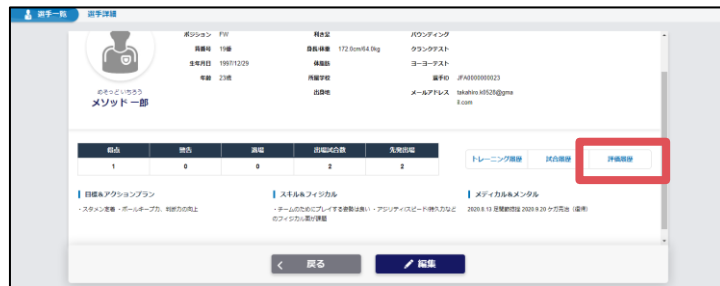 選手一覧 選手詳細
ポジション FW 利き足 バウンディング
背番号 19番 身長/体重 172.0cm/64.0kg クランクテスト
生年月日 1997/12/29 体脂肪 ヨーヨーテスト
年齢 23歳 所属学校 選手ID JFA0000000023
出身地 メールアドレス takahiro.k0528@gma
il.com
めそっどいちろう
メソッド 一郎
得点 警告 退場 出場試合数 先発出場
1 0 0 2 2
トレーニング履歴 試合履歴 評価履歴
目標&アクションプラン スキル&フィジカル メディカル&メンタル
・スタメン定着 ・ボールキープ力、判断力の向上
・チームのためにプレイする姿勢は良い ・アジリティ(スピード/持久力など
のフィジカル面が課題
2020.8.13 足関節捻挫 2020.9.20 ケガ完治(復帰)
戻る 編集